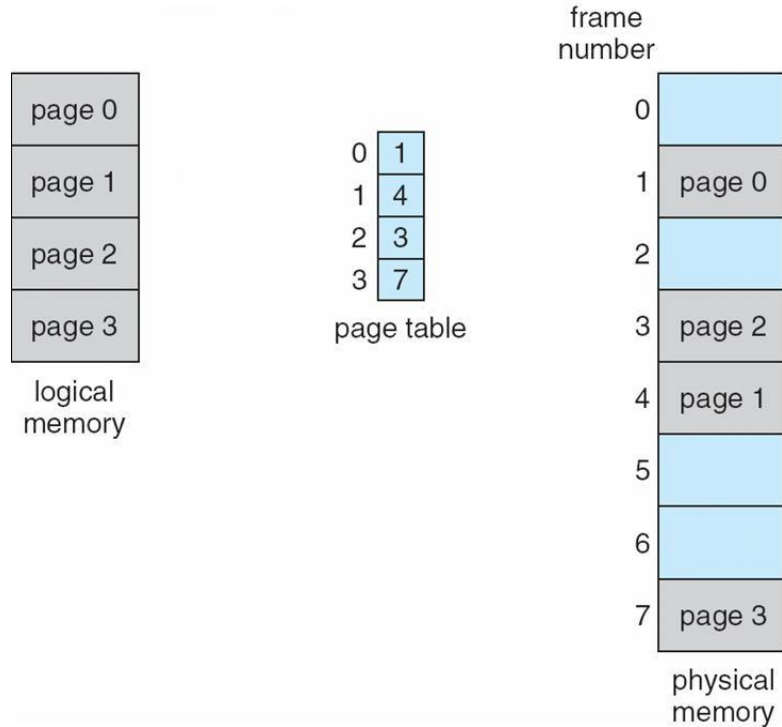 page 0
page 1
page 2
page 3
logical
memory
0 1
1 4
2 3
3 7
page table
frame
number
0
1 page 0
2
3 page 2
4 page 1
5
6
7 page 3
physical
memory